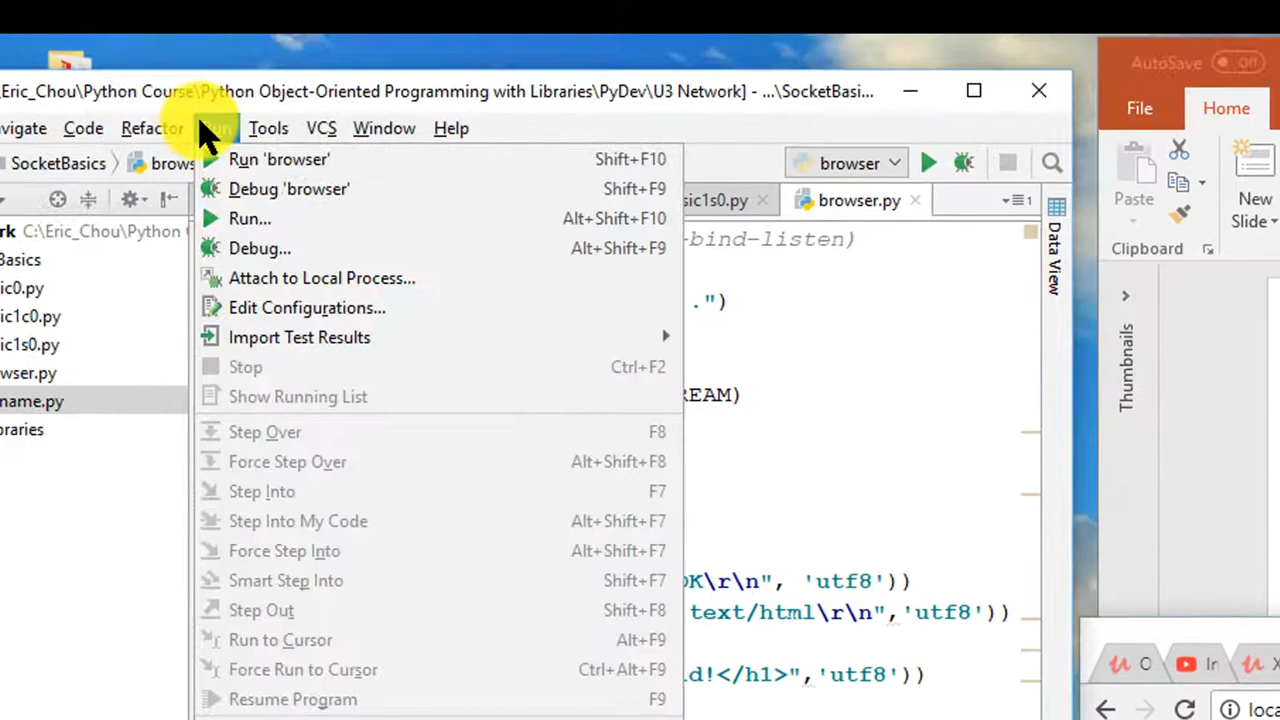 AutoSave Off
Eric_Chou\Python Course\Python Object-Oriented Programming with Libraries\PyDev\U3 Network] - ...\SocketBasi...
File Home
avigate Code Refactor Run Tools VCS Window Help
SocketBasics brows
browser
Run 'browser' Shift+F10
Debug 'browser' Shift+F9
Run... Alt+Shift+F10
Debug... Alt+Shift+F9
Attach to Local Process...
Edit Configurations...
Import Test Results
Stop Ctrl+F2
Show Running List
Step Over F8
Force Step Over Alt+Shift+F8
Step Into F7
Step Into My Code Alt+Shift+F7
Force Step Into Alt+Shift+F7
Smart Step Into Shift+F7
Step Out Shift+F8
Run to Cursor Alt+F9
Force Run to Cursor Ctrl+Alt+F9
Resume Program F9
rk C:\Eric_Chou\Python
Basics
ic0.py
ic1c0.py
ic1s0.py
wser.py
name.py
raries
sic1s0.py browser.py
-bind-listen)
.")
REAM)
OK\r\n", 'utf8'))
text/html\r\n",'utf8'))
d!</h1>",'utf8'))
Data View
Paste
New
Slide
Clipboard
Thumbnails
O In X
loca